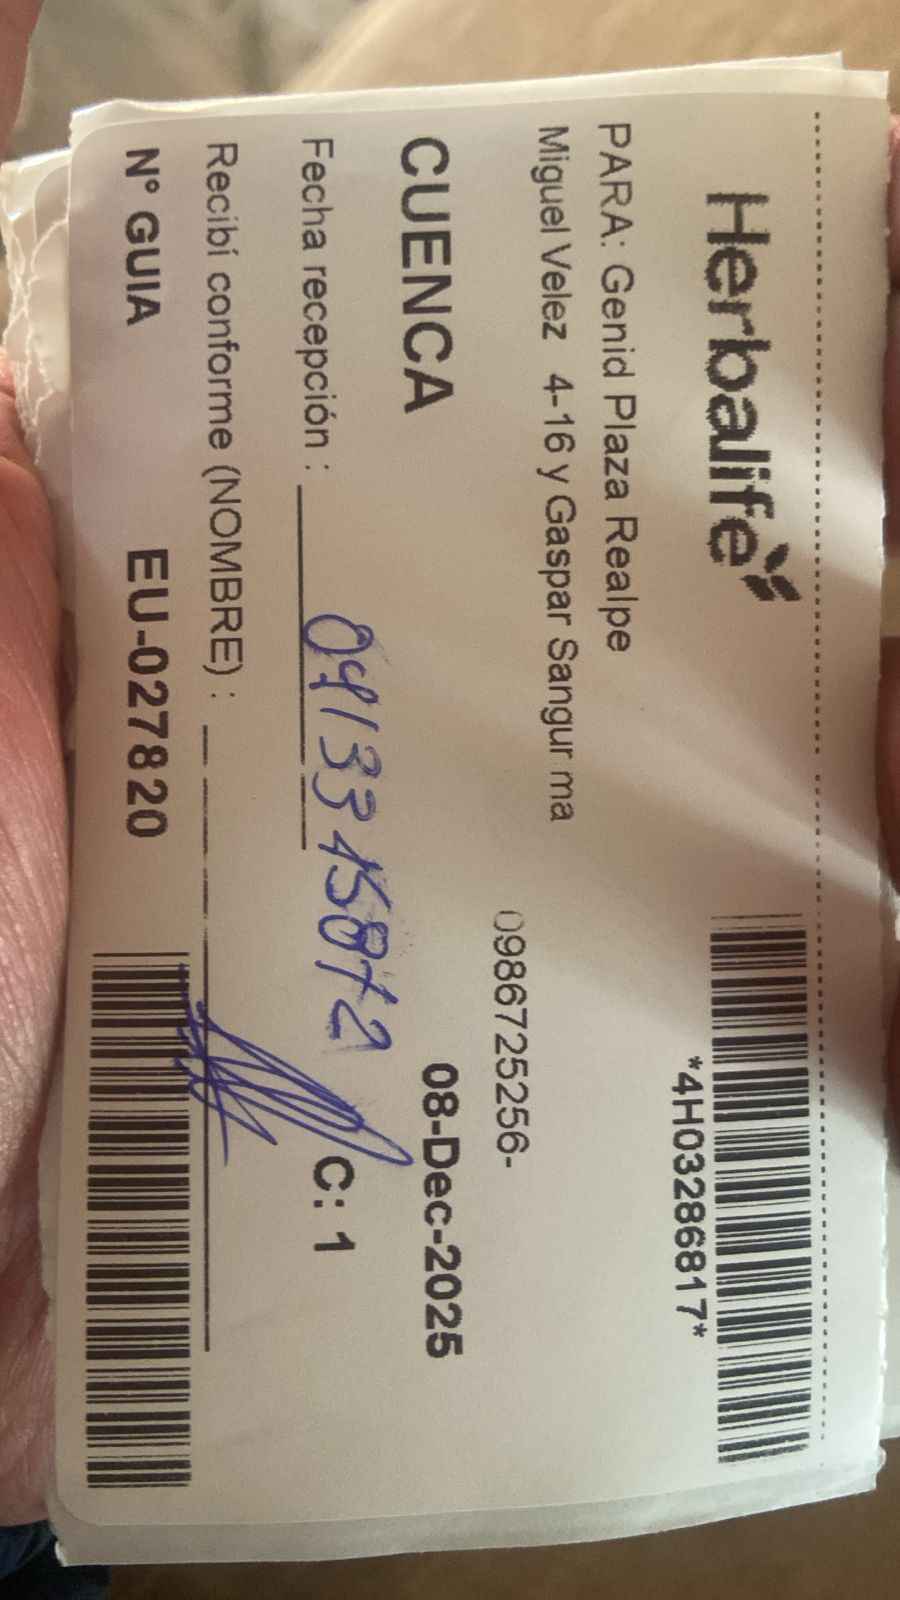 Herbalife
*4H03286817*
PARA: Genid Plaza Realpe
Miguel Velez 4-16 y Gaspar Sangur ma
0986725256-
CUENCA
08-Dec-2025
Fecha recepción :
C: 1
Recibí conforme (NOMBRE) :
N° GUIA EU-027820